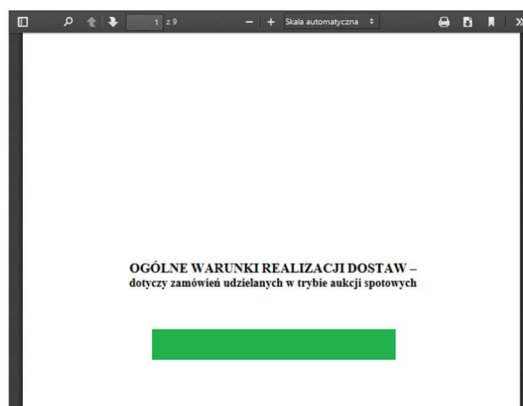 1 z 9 Skala automatyczna
OGÓLNE WARUNKI REALIZACJI DOSTAW –
dotyczy zamówień udzielanych w trybie aukcji spotowych